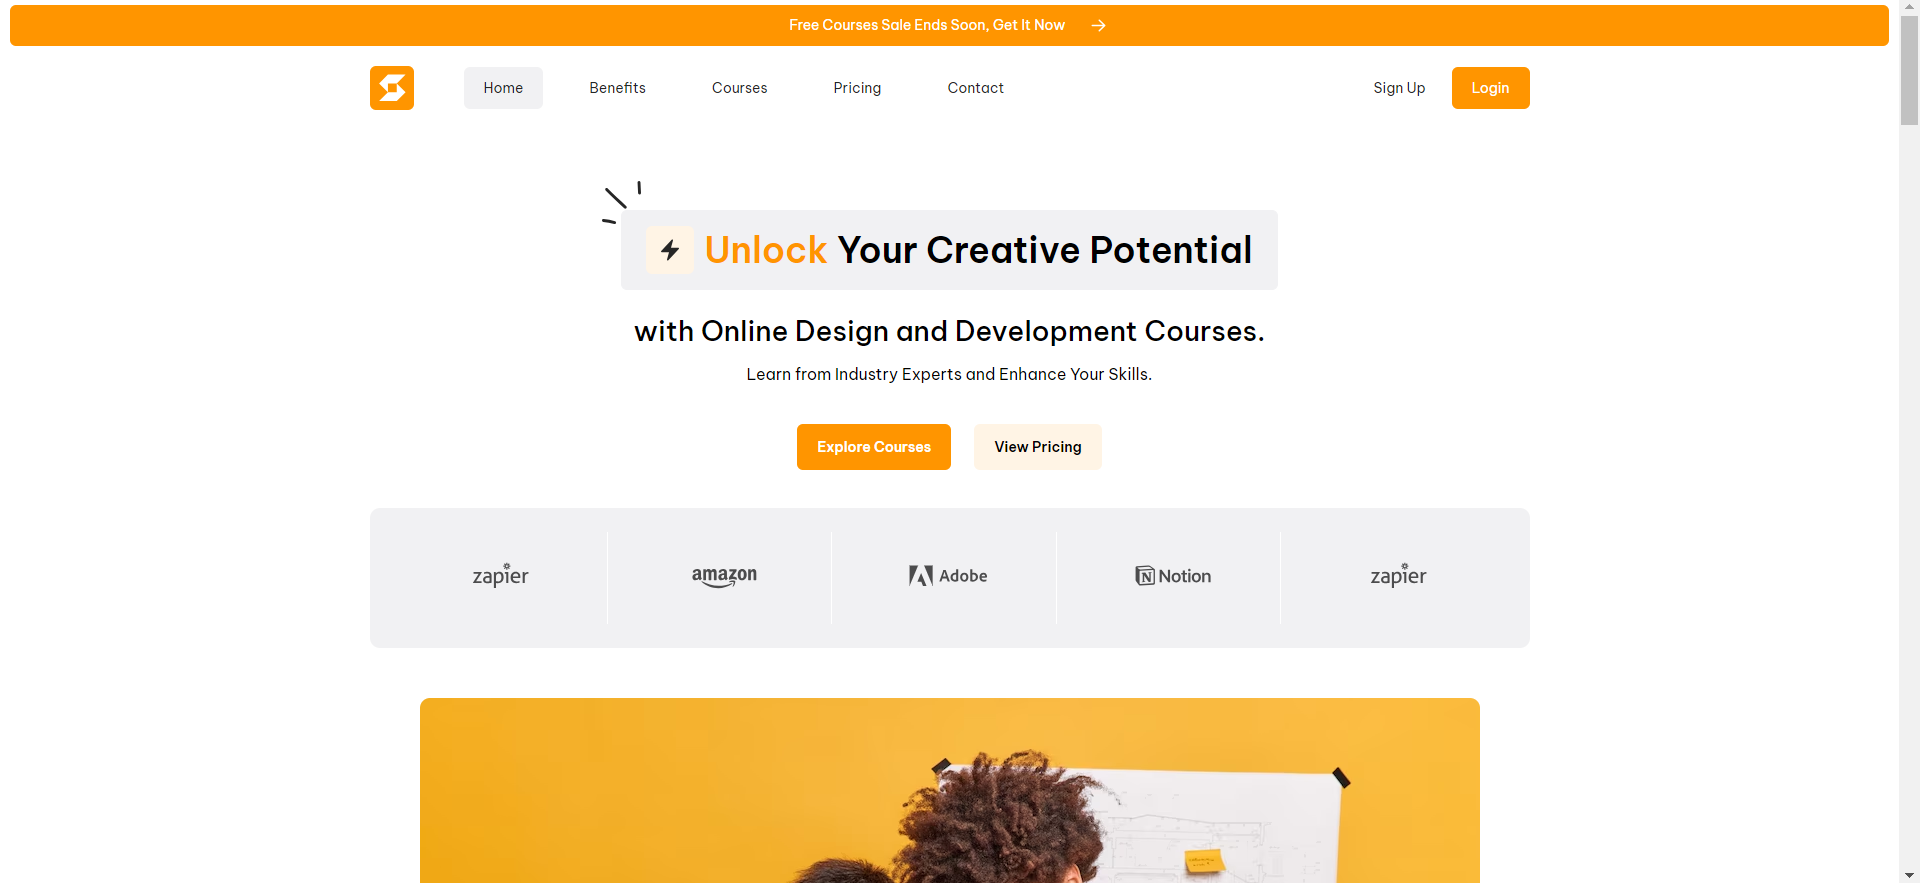 Free Courses Sale Ends Soon, Get It Now
Home
Benefits
Courses
Pricing
Contact
Sign Up
Login
Unlock Your Creative Potential
with Online Design and Development Courses.
Learn from Industry Experts and Enhance Your Skills.
Explore Courses
View Pricing
zapier
amazon
Adobe
Notion
zapier